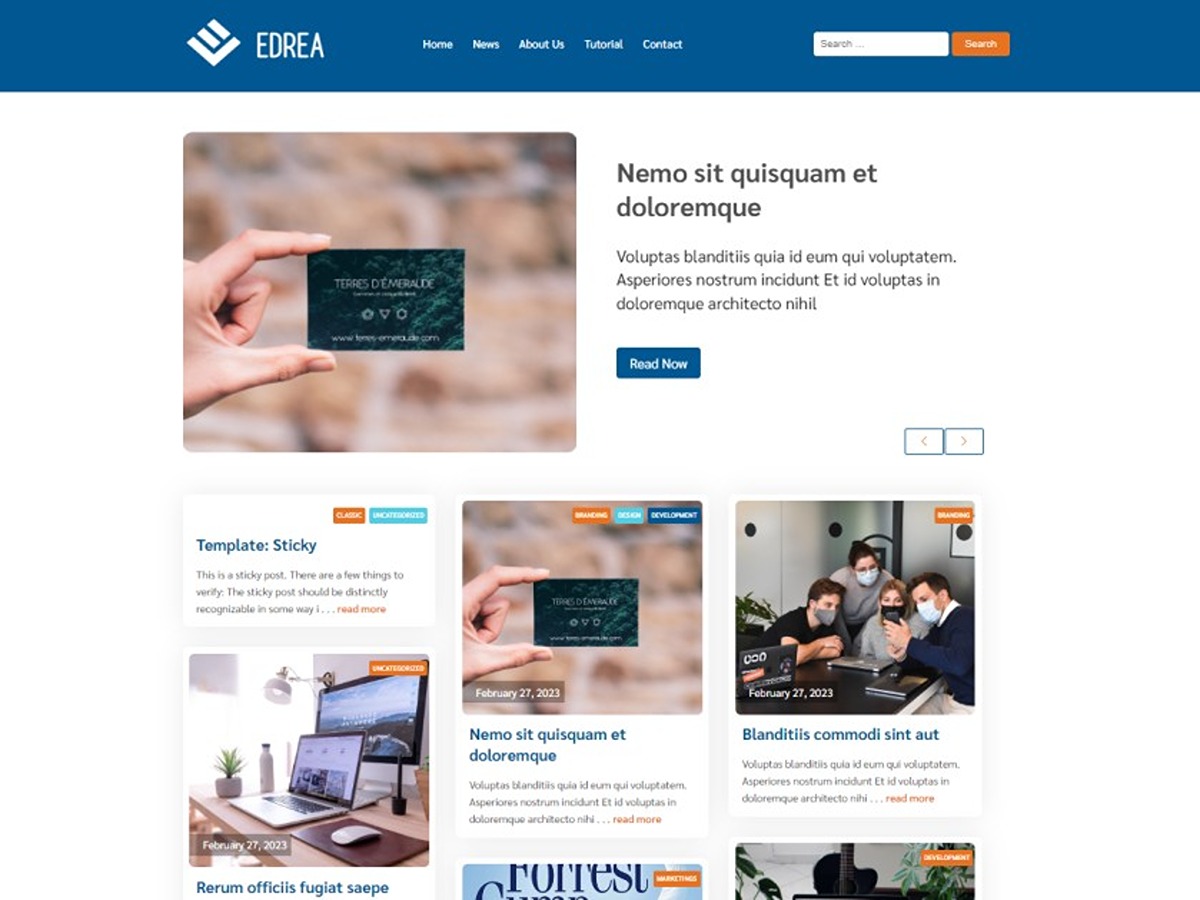 EDREA
Home News About Us Tutorial Contact
Search ...
Search
TERRES D'ÉMERAUDE
www.terres-emeraude.com
Nemo sit quisquam et
doloremque
Voluptas blanditiis quia id eum qui voluptatem.
Asperiores nostrum incidunt Et id voluptas in
doloremque architecto nihil
Read Now
CLASSIC UNCATEGORIZED
Template: Sticky
This is a sticky post. There are a few things to
verify: The sticky post should be distinctly
recognizable in some way i . . . read more
UNCATEGORIZED
February 27, 2023
Rerum officiis fugiat saepe
BRANDING DESIGN DEVELOPMENT
TERRES D'ÉMERAUDE
www.terres-emeraude.com
February 27, 2023
Nemo sit quisquam et
doloremque
Voluptas blanditiis quia id eum qui voluptatem.
Asperiores nostrum incidunt Et id voluptas in
doloremque architecto nihi . . . read more
MARKETINGS
Forrest
Gump
BRANDING
February 27, 2023
Blanditiis commodi sint aut
Voluptas blanditiis quia id eum qui voluptatem.
Asperiores nostrum incidunt Et id voluptas in
doloremque architecto nihi . . . read more
DEVELOPMENT